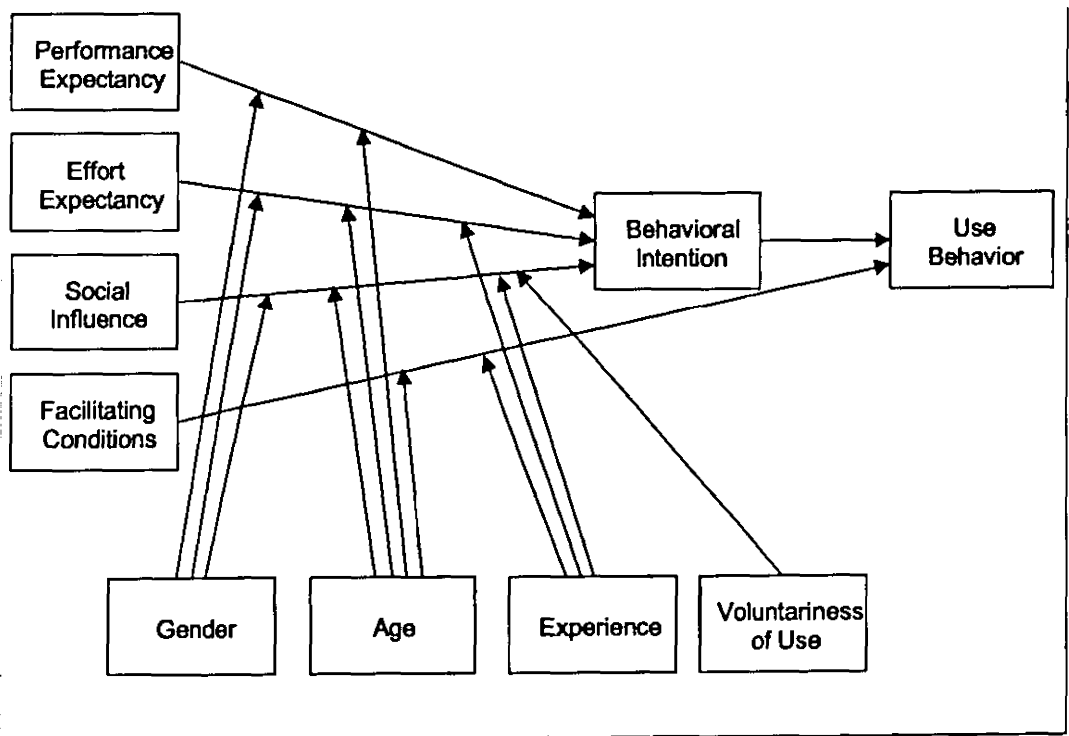 Performance
Expectancy
Effort
Expectancy
Social
Influence
Facilitating
Conditions
Behavioral
Intention
Use
Behavior
Gender
Age
Experience
Voluntariness
of Use